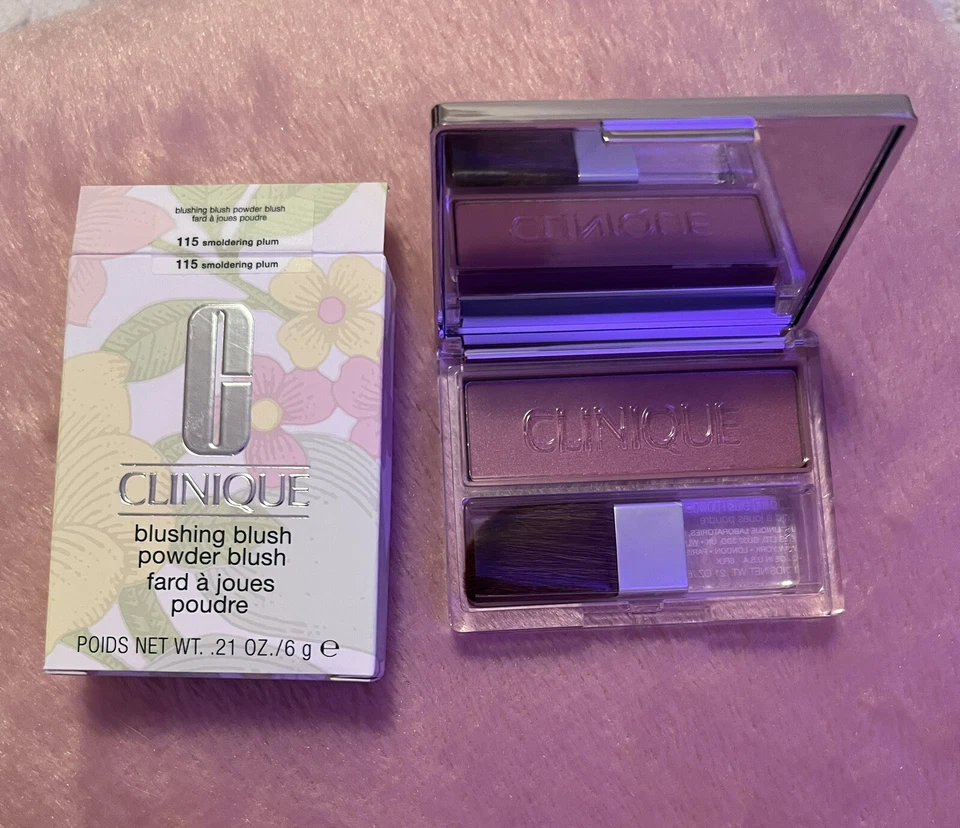 blushing blush powder blush
fard à joues poudre
115 smoldering plum
115 smoldering plum
CLINIQUE
blushing blush
powder blush
fard à joues
poudre
POIDS NET WT. .21 OZ./6 g ℮
CLINIQUE
CLINIQUE